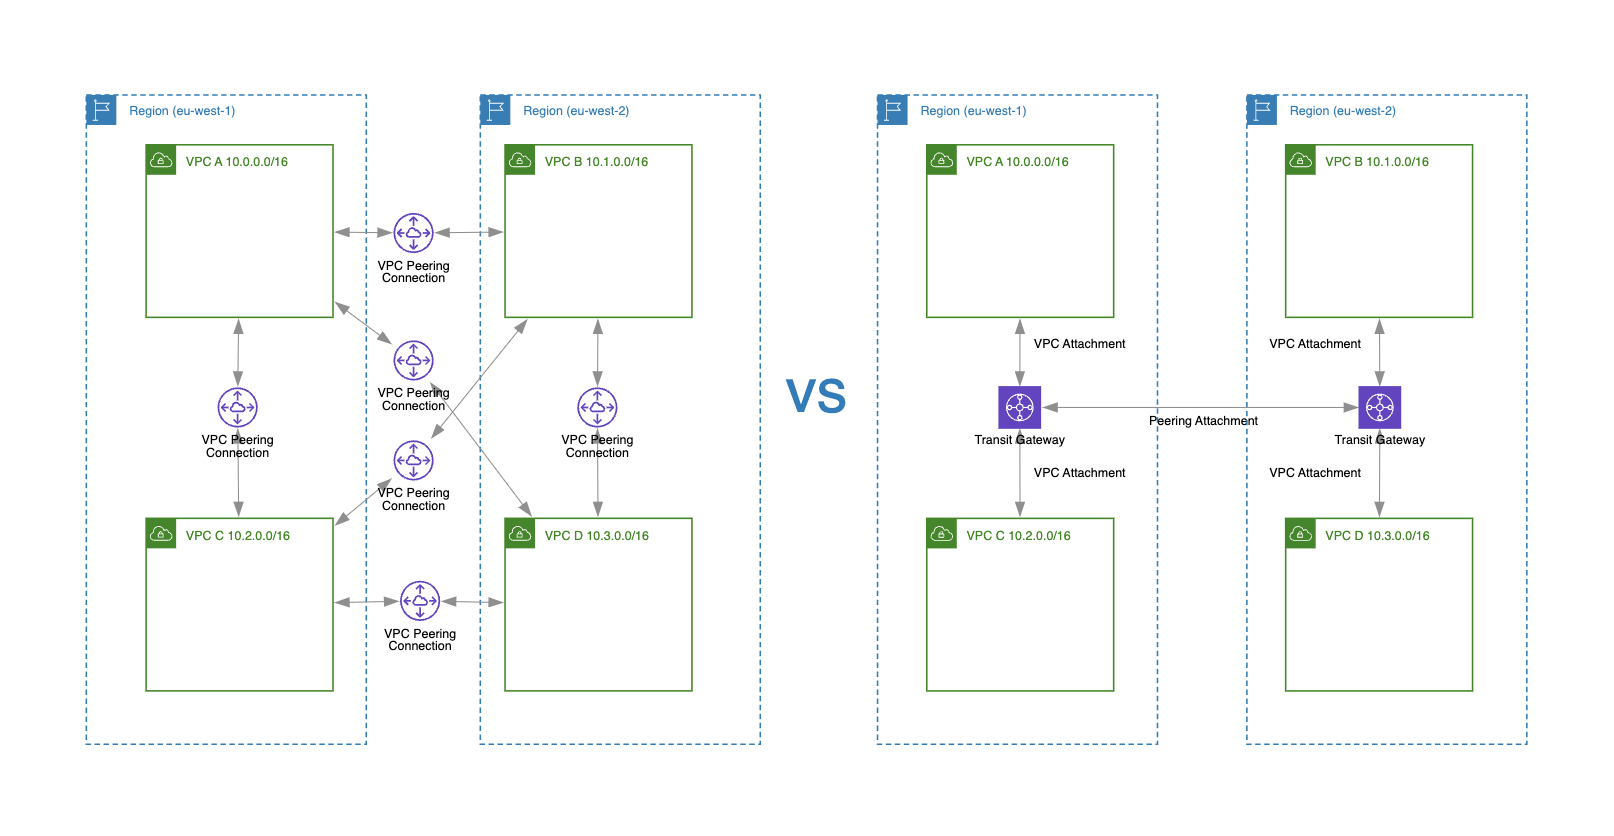 Region (eu-west-1)
VPC A 10.0.0.0/16
Region (eu-west-2)
VPC B 10.1.0.0/16
VPC Peering
Connection
VPC Peering
Connection
VPC Peering
Connection
VPC Peering
Connection
VPC Peering
Connection
VPC C 10.2.0.0/16
VPC D 10.3.0.0/16
VPC Peering
Connection
VS
Region (eu-west-1)
VPC A 10.0.0.0/16
Region (eu-west-2)
VPC B 10.1.0.0/16
VPC Attachment
VPC Attachment
Peering Attachment
Transit Gateway
Transit Gateway
VPC Attachment
VPC Attachment
VPC C 10.2.0.0/16
VPC D 10.3.0.0/16